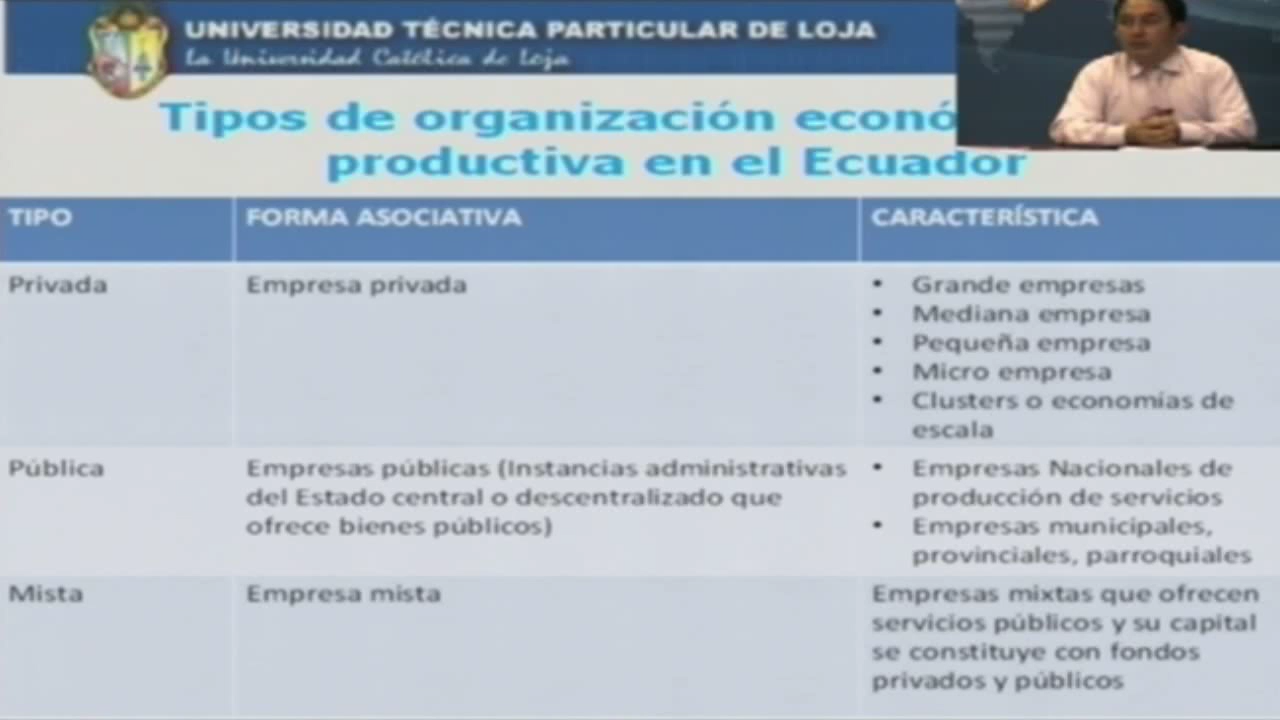 UNIVERSIDAD TÉCNICA PARTICULAR DE LOJA
La Universidad Católica de Loja
Tipos de organización econó
productiva en el Ecuador
TIPO
FORMA ASOCIATIVA
CARACTERÍSTICA
Privada
Empresa privada
• Grande empresas
• Mediana empresa
• Pequeña empresa
• Micro empresa
• Clusters o economías de
escala
Pública
Empresas públicas (Instancias administrativas
del Estado central o descentralizado que
ofrece bienes públicos)
• Empresas Nacionales de
producción de servicios
• Empresas municipales,
provinciales, parroquiales
Mista
Empresa mista
Empresas mixtas que ofrecen
servicios públicos y su capital
se constituye con fondos
privados y públicos